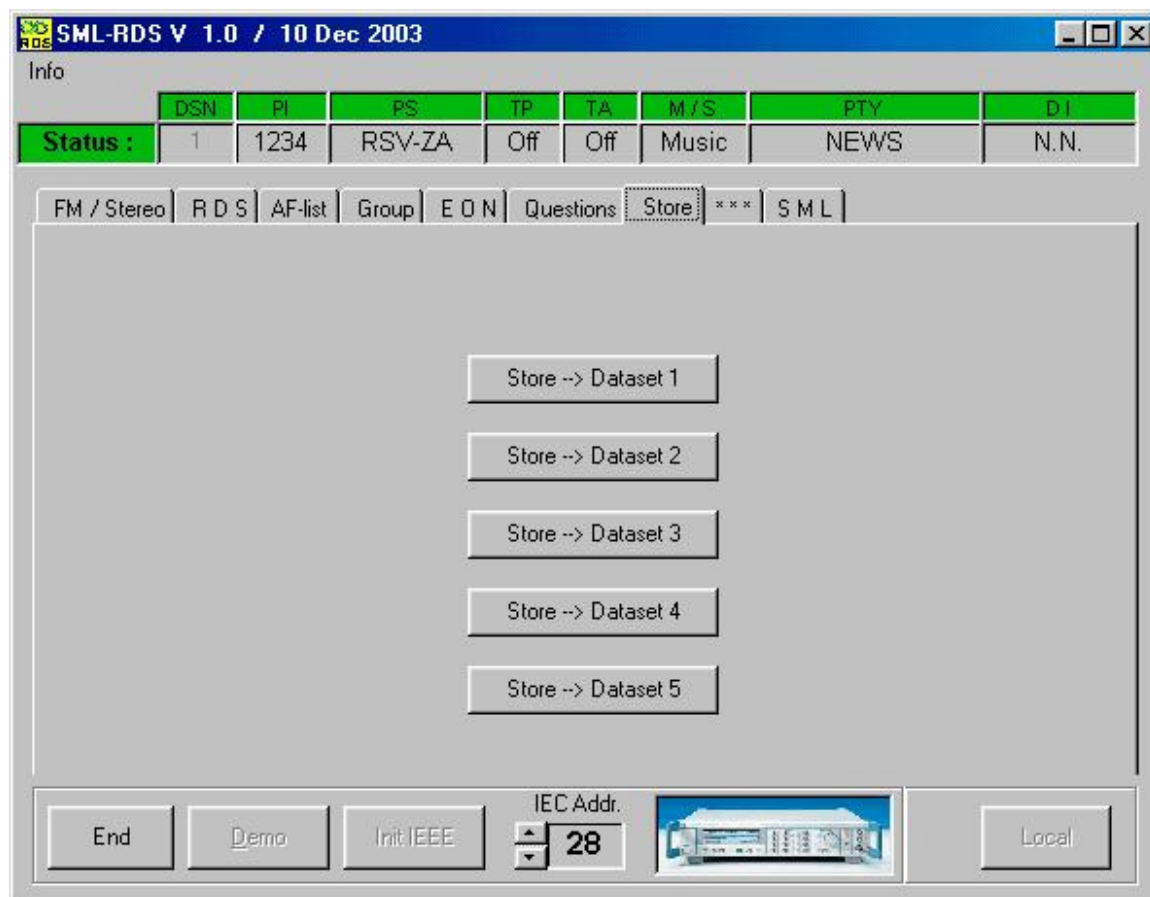 RDS SML-RDS V 1.0 / 10 Dec 2003
Info
DSN PI PS TP TA M / S PTY D I
Status : 1 1234 RSV-ZA Off Off Music NEWS N.N.
FM / Stereo R D S AF-list Group E O N Questions Store * * * S M L
Store --> Dataset 1
Store --> Dataset 2
Store --> Dataset 3
Store --> Dataset 4
Store --> Dataset 5
IEC Addr.
End Demo Init IEEE 28 Local